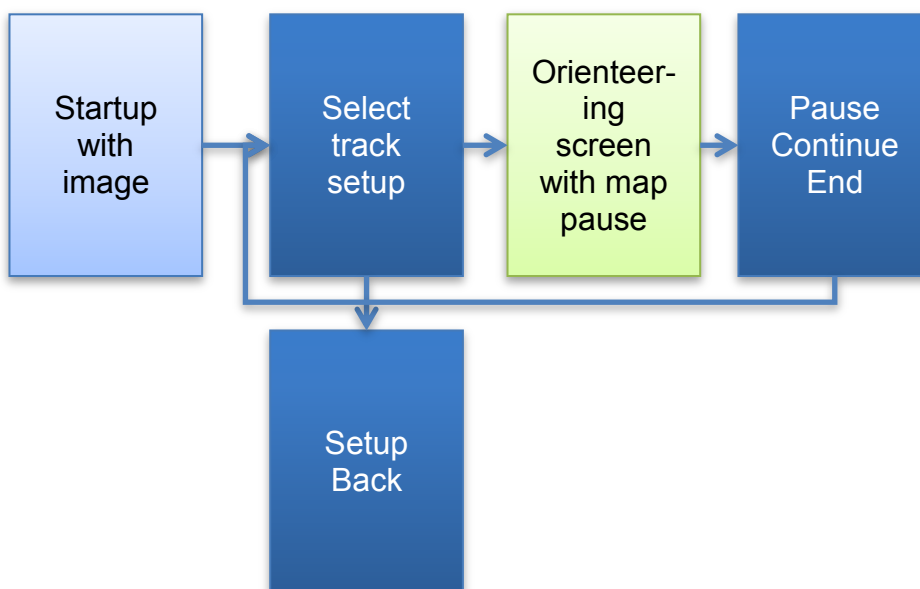 Startup
with
image
Select
track
setup
Orienteer-
ing
screen
with map
pause
Pause
Continue
End
Setup
Back